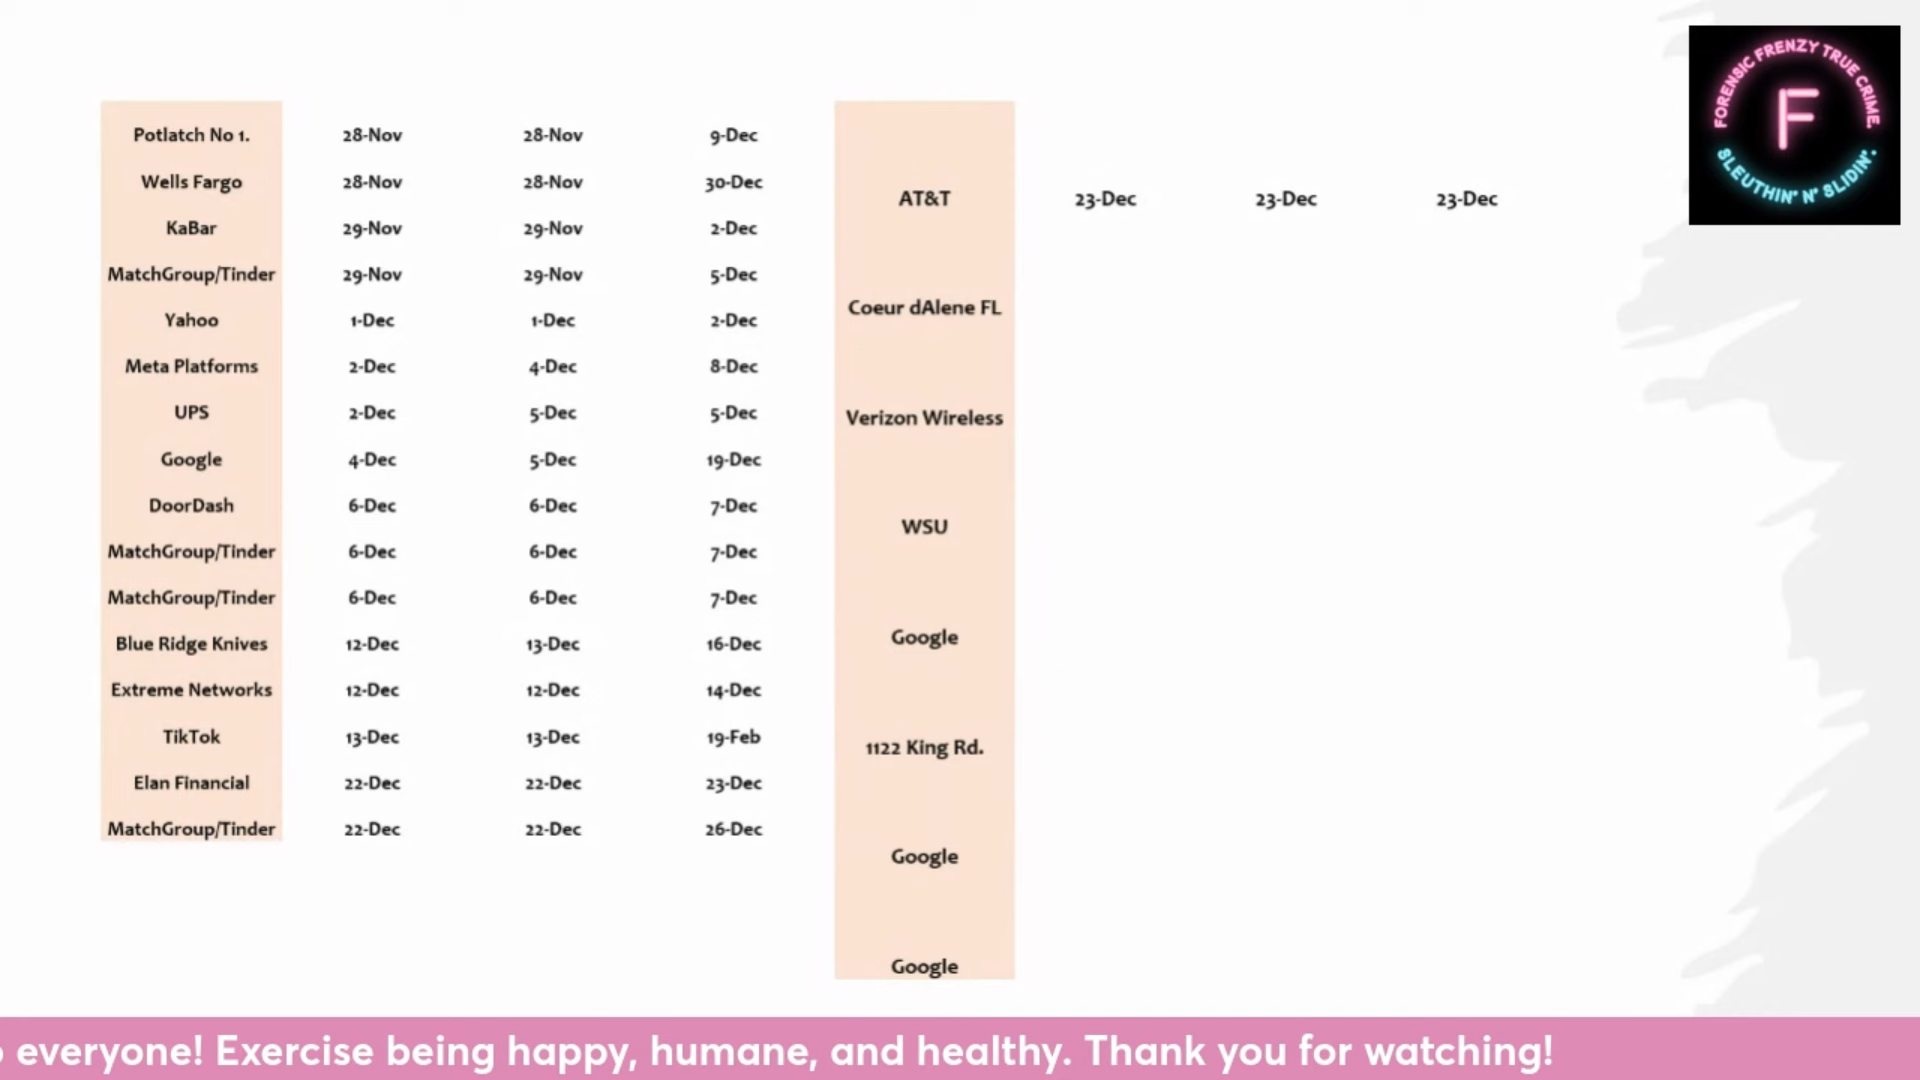 Potlatch No 1. 28-Nov 28-Nov 9-Dec
Wells Fargo 28-Nov 28-Nov 30-Dec
KaBar 29-Nov 29-Nov 2-Dec
MatchGroup/Tinder 29-Nov 29-Nov 5-Dec
Yahoo 1-Dec 1-Dec 2-Dec
Meta Platforms 2-Dec 4-Dec 8-Dec
UPS 2-Dec 5-Dec 5-Dec
Google 4-Dec 5-Dec 19-Dec
DoorDash 6-Dec 6-Dec 7-Dec
MatchGroup/Tinder 6-Dec 6-Dec 7-Dec
MatchGroup/Tinder 6-Dec 6-Dec 7-Dec
Blue Ridge Knives 12-Dec 13-Dec 16-Dec
Extreme Networks 12-Dec 12-Dec 14-Dec
TikTok 13-Dec 13-Dec 19-Feb
Elan Financial 22-Dec 22-Dec 23-Dec
MatchGroup/Tinder 22-Dec 22-Dec 26-Dec
AT&T 23-Dec 23-Dec 23-Dec
Coeur dAlene FL
Verizon Wireless
WSU
Google
1122 King Rd.
Google
Google
FORENSIC FRENZY TRUE CRIME.
F
SLEUTHIN' N' SLIDIN'.
everyone! Exercise being happy, humane, and healthy. Thank you for watching!